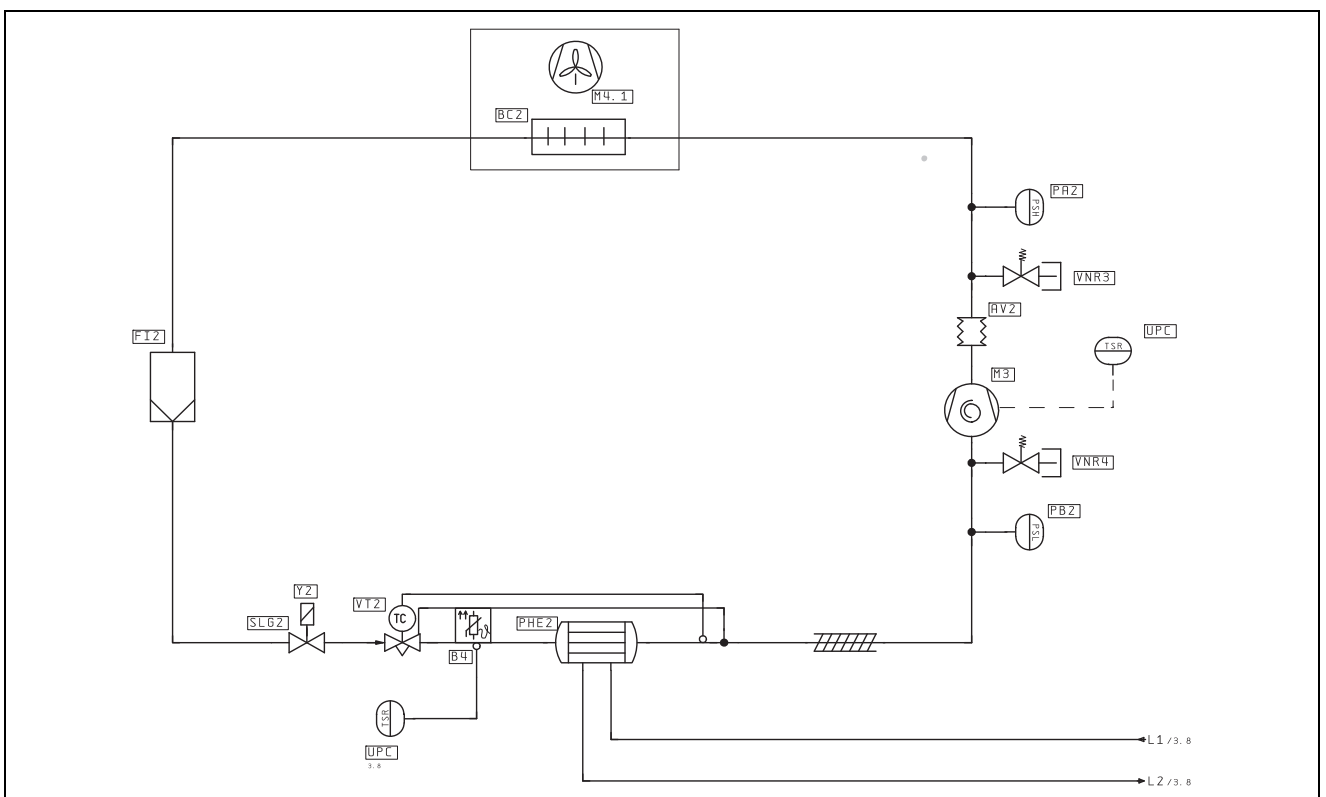 M4.1
BC2
PA2
PSH
VNR3
AV2
UPC
TSR
FI2
M3
VNR4
PB2
PSL
Y2
VT2
SLG2
TC
PHE2
B4
TSR
UPC
3.8
L1/3.8
L2/3.8